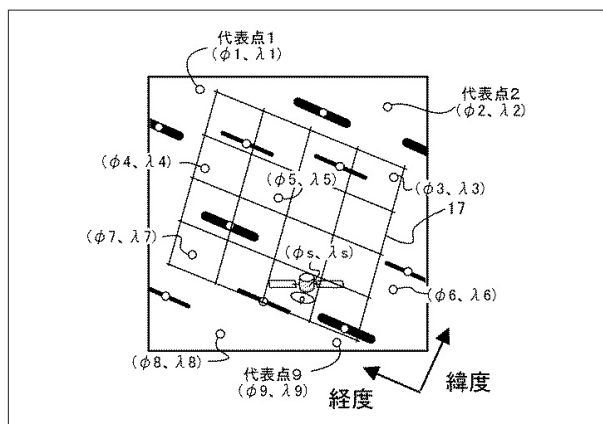 代表点1
(φ1、λ1)
代表点2
(φ2、λ2)
(φ4、λ4)
(φ5、λ5)
(φ3、λ3)
17
(φ7、λ7)
(φs、λs)
(φ6、λ6)
(φ8、λ8)
代表点9
(φ9、λ9)
経度
緯度